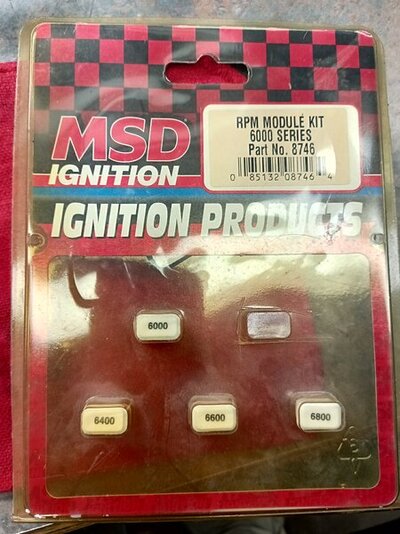 RPM MODULE KIT
6000 SERIES
Part No. 8746
0 85132 08746 4
MSD
IGNITION
IGNITION PRODUCTS
6000
6400
6600
6800